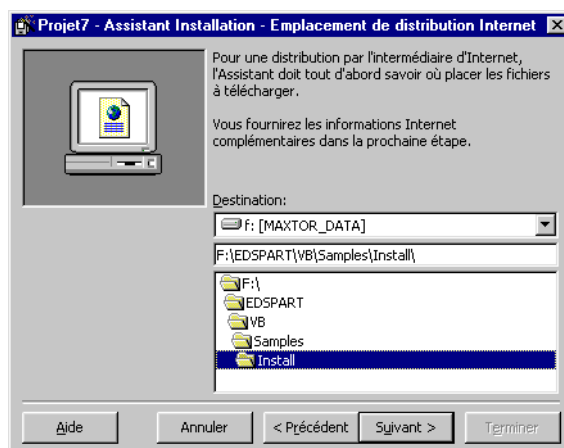 Projet7 - Assistant Installation - Emplacement de distribution Internet
Pour une distribution par l'intermédiaire d'Internet,
l'Assistant doit tout d'abord savoir où placer les fichiers
à télécharger.
Vous fournirez les informations Internet
complémentaires dans la prochaine étape.
Destination:
f: [MAXTOR_DATA]
F:\EDSPART\VB\Samples\Install\
F:\
EDSPART
VB
Samples
Install
Aide
Annuler
< Précédent
Suivant >
Terminer